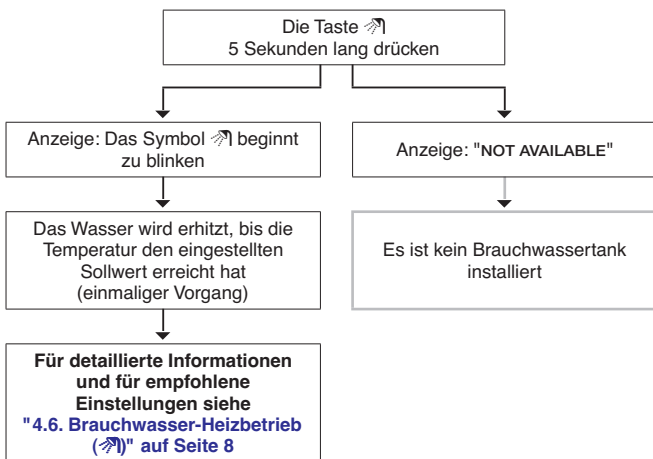 Die Taste
5 Sekunden lang drücken
Anzeige: Das Symbol beginnt
zu blinken
Anzeige: "NOT AVAILABLE"
Das Wasser wird erhitzt, bis die
Temperatur den eingestellten
Sollwert erreicht hat
(einmaliger Vorgang)
Es ist kein Brauchwassertank
installiert
Für detaillierte Informationen
und für empfohlene
Einstellungen siehe
"4.6. Brauchwasser-Heizbetrieb
()" auf Seite 8